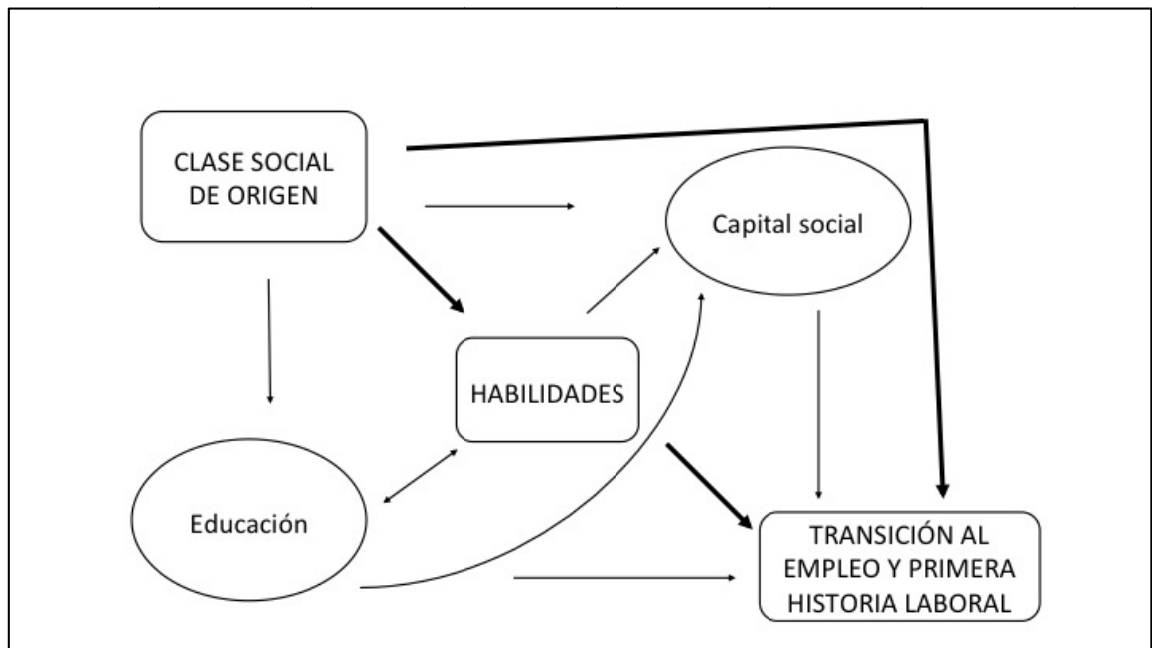 CLASE SOCIAL
DE ORIGEN
Capital social
HABILIDADES
Educación
TRANSICIÓN AL
EMPLEO Y PRIMERA
HISTORIA LABORAL